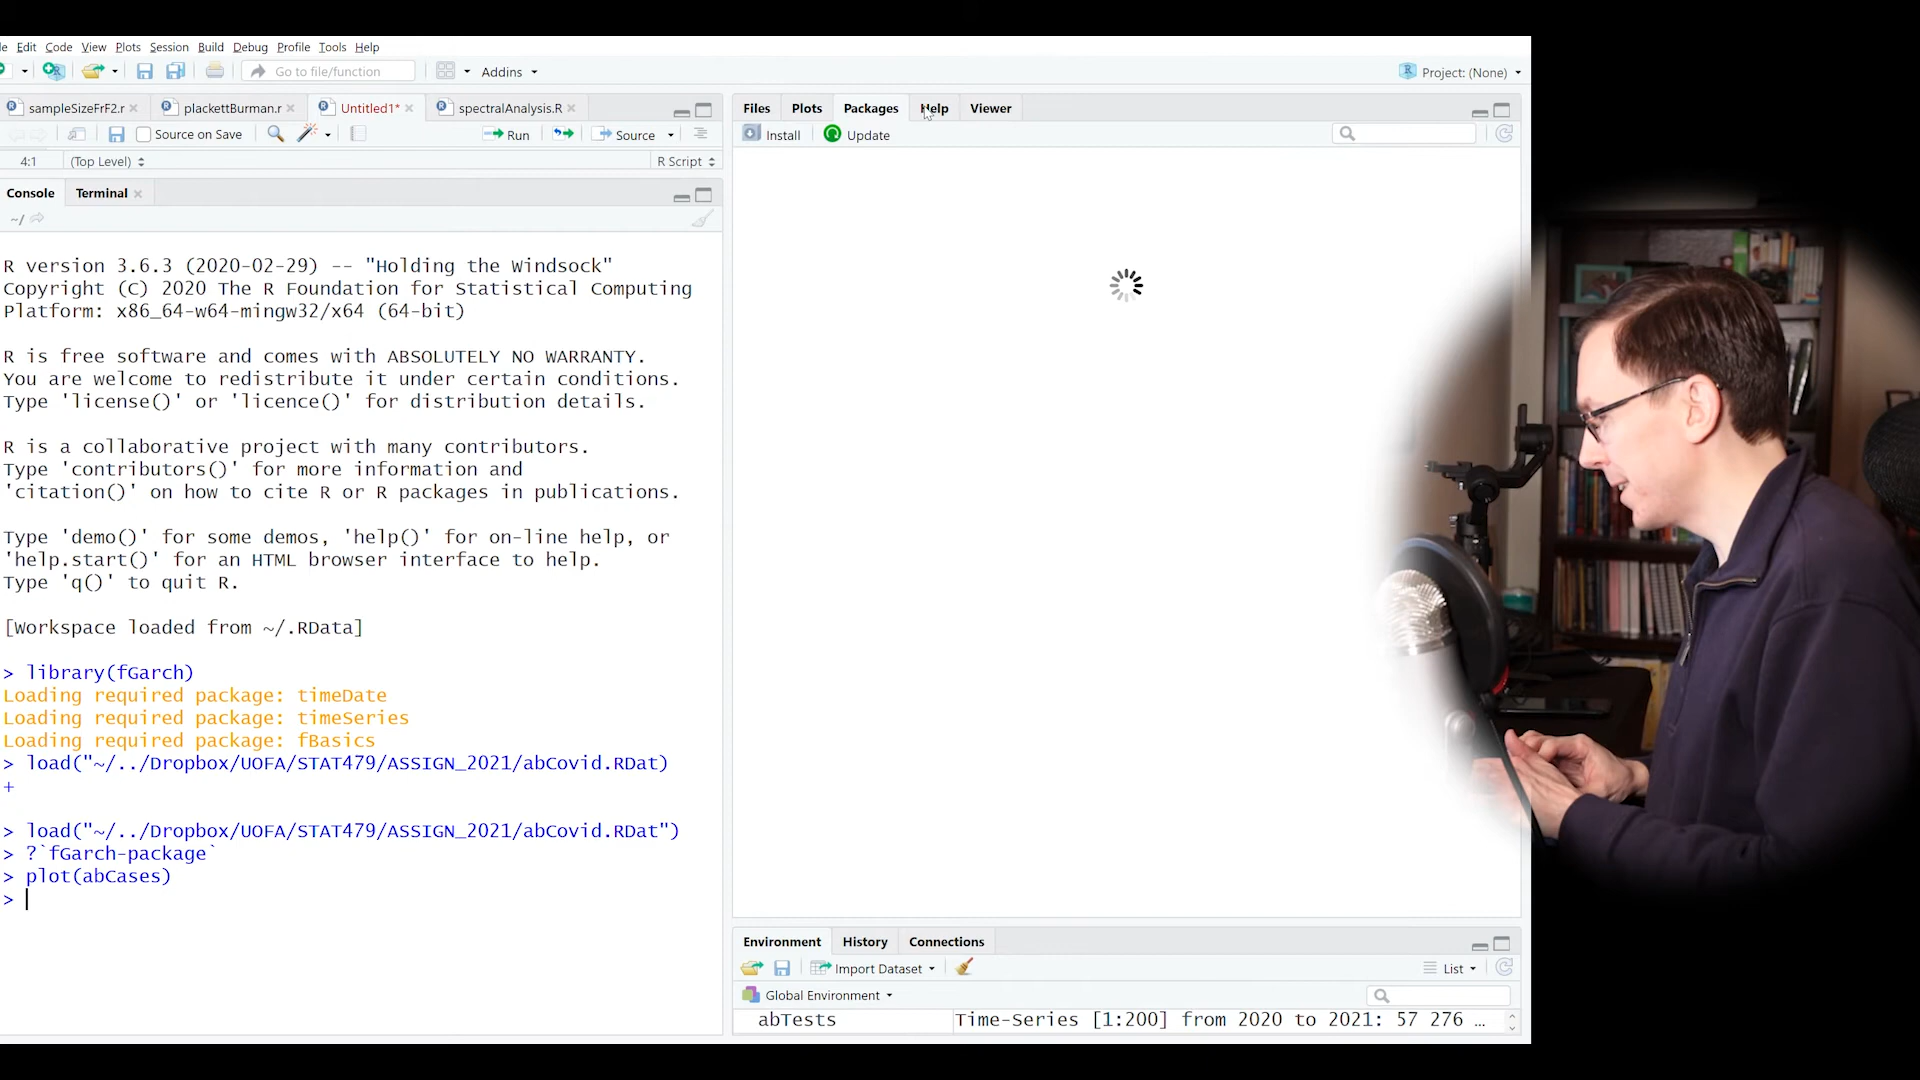 le Edit Code View Plots Session Build Debug Profile Tools Help
Go to file/function
Addins
Project: (None)
sampleSizeFrF2.r
plackettBurman.r
Untitled1*
spectralAnalysis.R
Source on Save
Run
Source
4:1
(Top Level)
R Script
Console
Terminal
~/
R version 3.6.3 (2020-02-29) -- "Holding the Windsock"
Copyright (C) 2020 The R Foundation for Statistical Computing
Platform: x86_64-w64-mingw32/x64 (64-bit)
R is free software and comes with ABSOLUTELY NO WARRANTY.
You are welcome to redistribute it under certain conditions.
Type 'license()' or 'licence()' for distribution details.
R is a collaborative project with many contributors.
Type 'contributors()' for more information and
'citation()' on how to cite R or R packages in publications.
Type 'demo()' for some demos, 'help()' for on-line help, or
'help.start()' for an HTML browser interface to help.
Type 'q()' to quit R.
[Workspace loaded from ~/.RData]
> library(fGarch)
Loading required package: timeDate
Loading required package: timeSeries
Loading required package: fBasics
> load("~/../Dropbox/UOFA/STAT479/ASSIGN_2021/abCovid.RDat)
+
> load("~/../Dropbox/UOFA/STAT479/ASSIGN_2021/abCovid.RDat")
> ?`fGarch-package`
> plot(abCases)
>
Files
Plots
Packages
Help
Viewer
Install
Update
Environment
History
Connections
Import Dataset
List
Global Environment
abTests
Time-Series [1:200] from 2020 to 2021: 57 276 ...